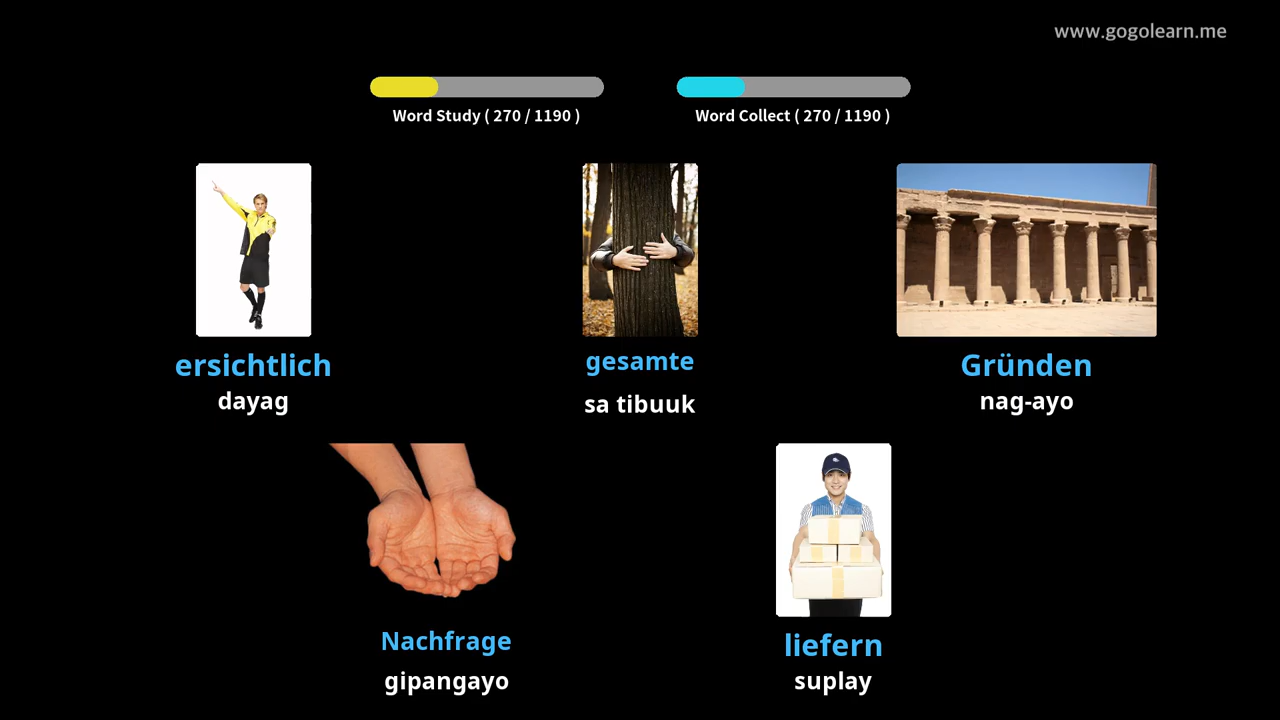 www.gogolearn.me
Word Study ( 270 / 1190 )
Word Collect ( 270 / 1190 )
ersichtlich
dayag
gesamte
sa tibuuk
Gründen
nag-ayo
Nachfrage
gipangayo
liefern
suplay